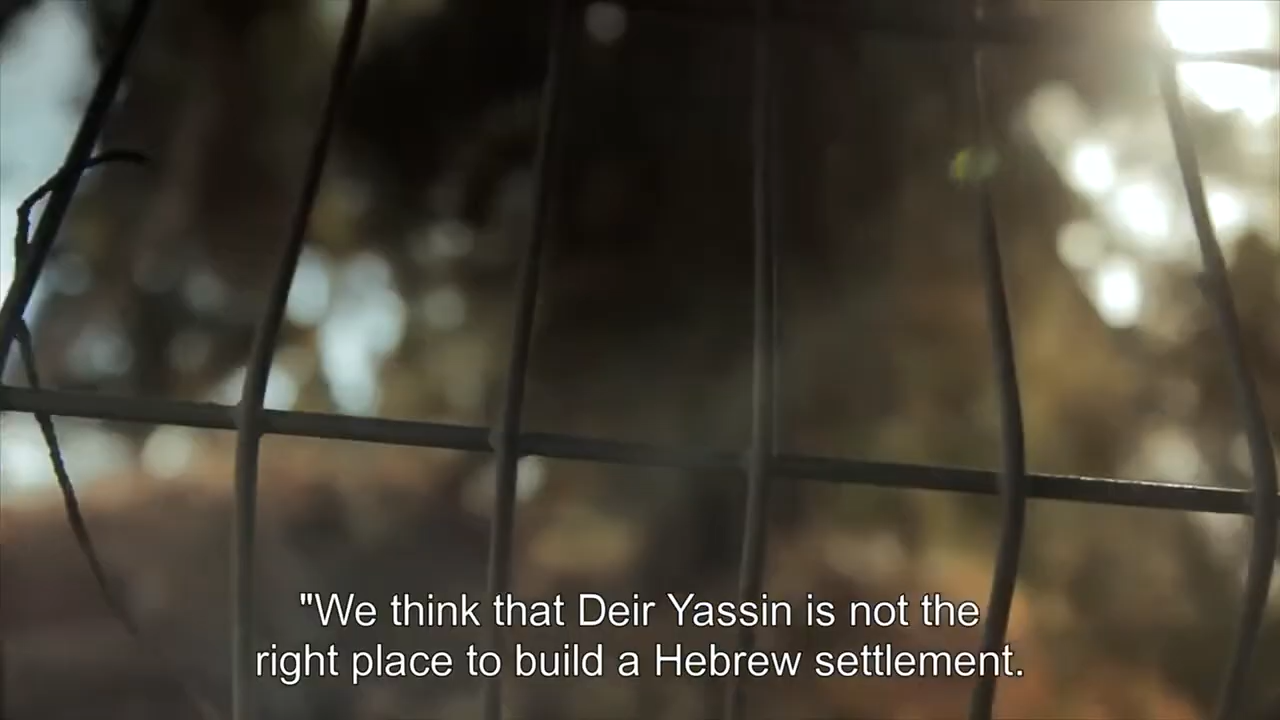 "We think that Deir Yassin is not the
right place to build a Hebrew settlement.